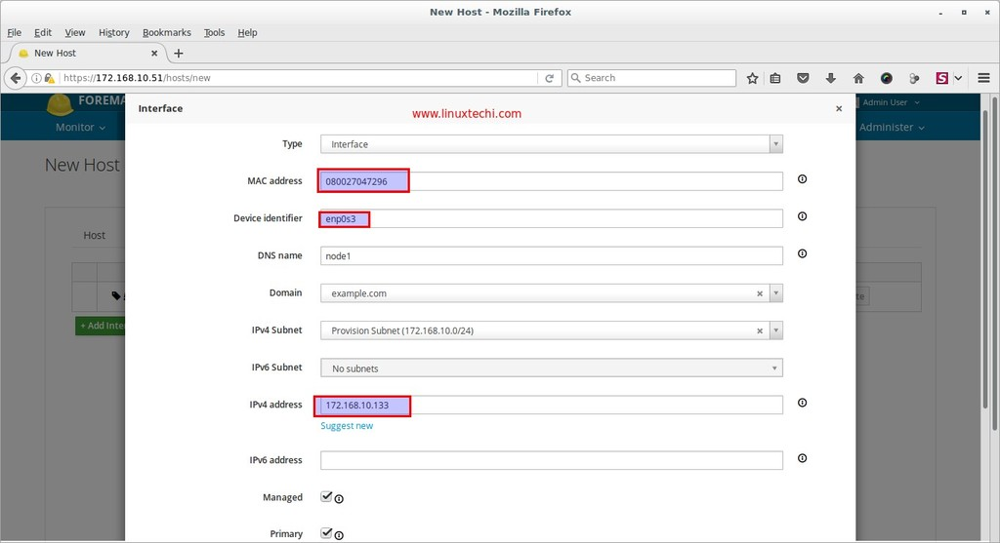 New Host - Mozilla Firefox
File Edit View History Bookmarks Tools Help
New Host
https://172.168.10.51/hosts/new
Search
S
Admin User
Monitor
Administer
New Host
Host
+ Add Inter
Interface
www.linuxtechi.com
Type Interface
MAC address 080027047296
Device identifier enp0s3
DNS name node1
Domain example.com
IPv4 Subnet Provision Subnet (172.168.10.0/24)
IPv6 Subnet No subnets
IPv4 address 172.168.10.133
Suggest new
IPv6 address
Managed
Primary